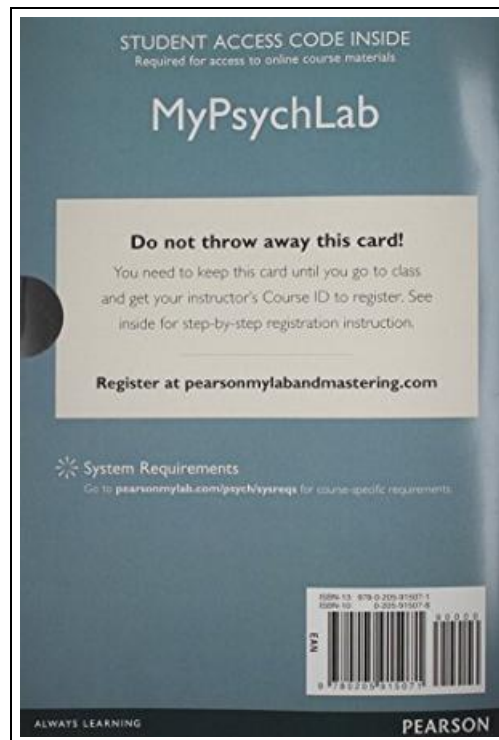 STUDENT ACCESS CODE INSIDE
Required for access to online course materials
MyPsychLab
Do not throw away this card!
You need to keep this card until you go to class
and get your instructor's Course ID to register. See
inside for step-by-step registration instruction.
Register at pearsonmylabandmastering.com
System Requirements
Go to pearsonmylab.com/psych/sysreqs for course-specific requirements
ISBN-13 978-0-205-91507-1
ISBN-10 0-205-91507-8
90000
EAN
9 780205 915071
ALWAYS LEARNING
PEARSON